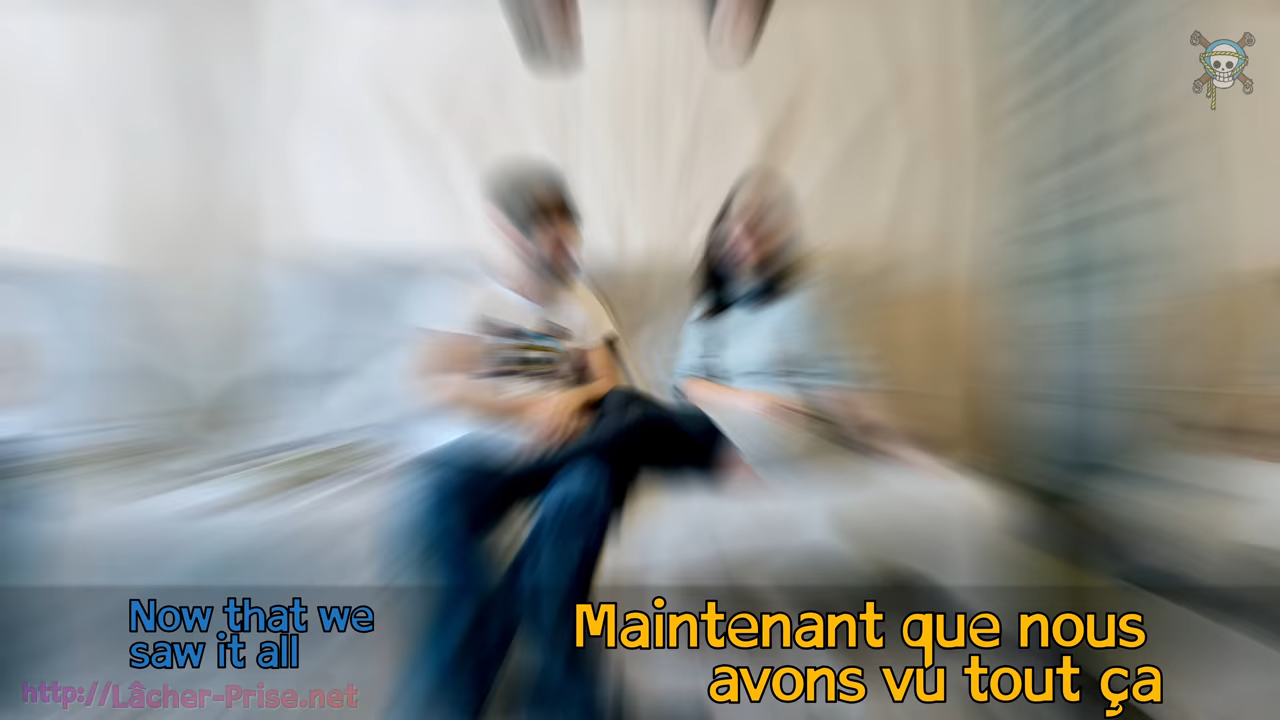 Now that we
saw it all
http://Lâcher-Prise.net
Maintenant que nous
avons vu tout ça